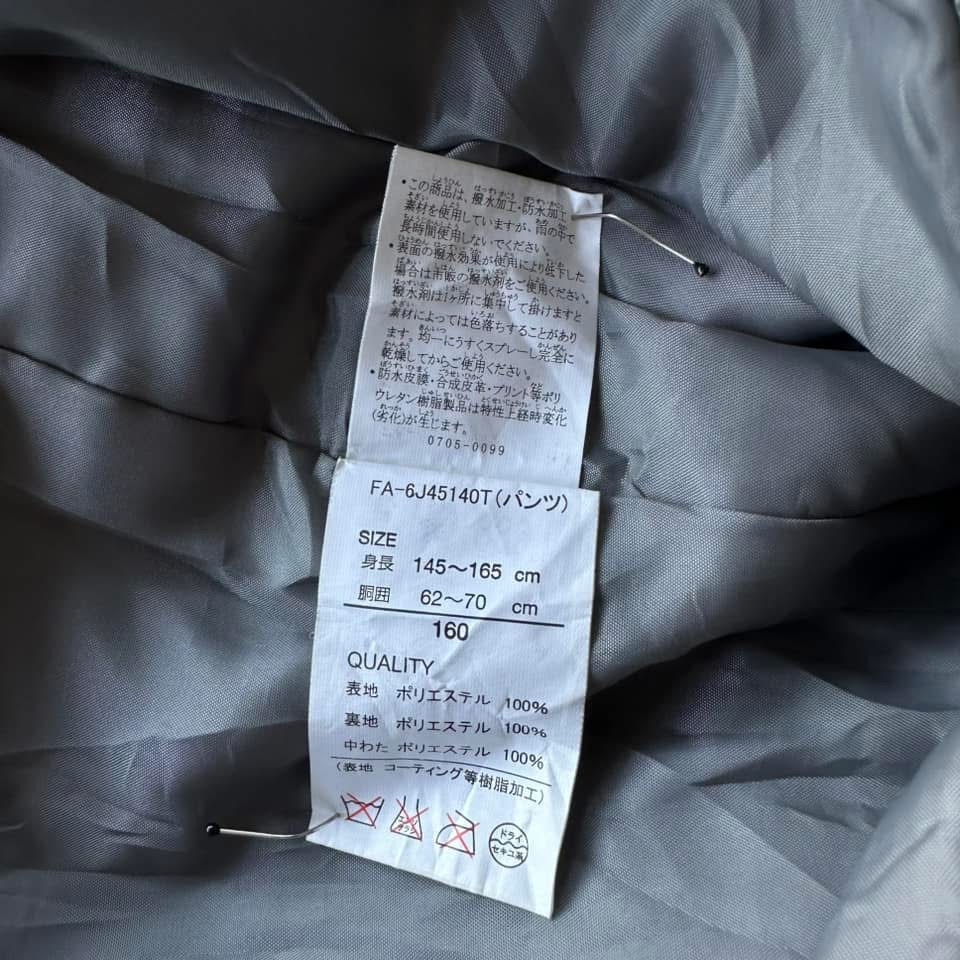 ・この商品は、撥水加工・防水加工
素材を使用していますが、雨の中で
長時間使用しないでください。
・表面の撥水効果が使用により低下した
場合は市販の撥水剤をご使用ください。
撥水剤は1ヶ所に集中して掛けますと
素材によっては色落ちすることがあり
ます。均一にうすくスプレーし完全に
乾燥してからご使用ください。
・防水皮膜・合成皮革・プリント等ポリ
ウレタン樹脂製品は特性上経時変化
(劣化)が生じます。
0705-0099
FA-6J45140T(パンツ)
SIZE
身長 145～165 cm
胴囲 62～70 cm
160
QUALITY
表地 ポリエステル 100%
裏地 ポリエステル 100%
中わた ポリエステル 100%
(表地 コーティング等樹脂加工)
エンソ
サラシ
ドライ
セキユ系